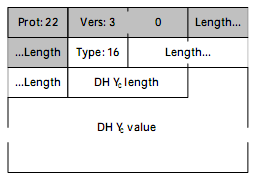 Prot: 22 Vers: 3 0 Length...
...Length Type: 16 Length...
...Length DH Yc length
DH Yc value